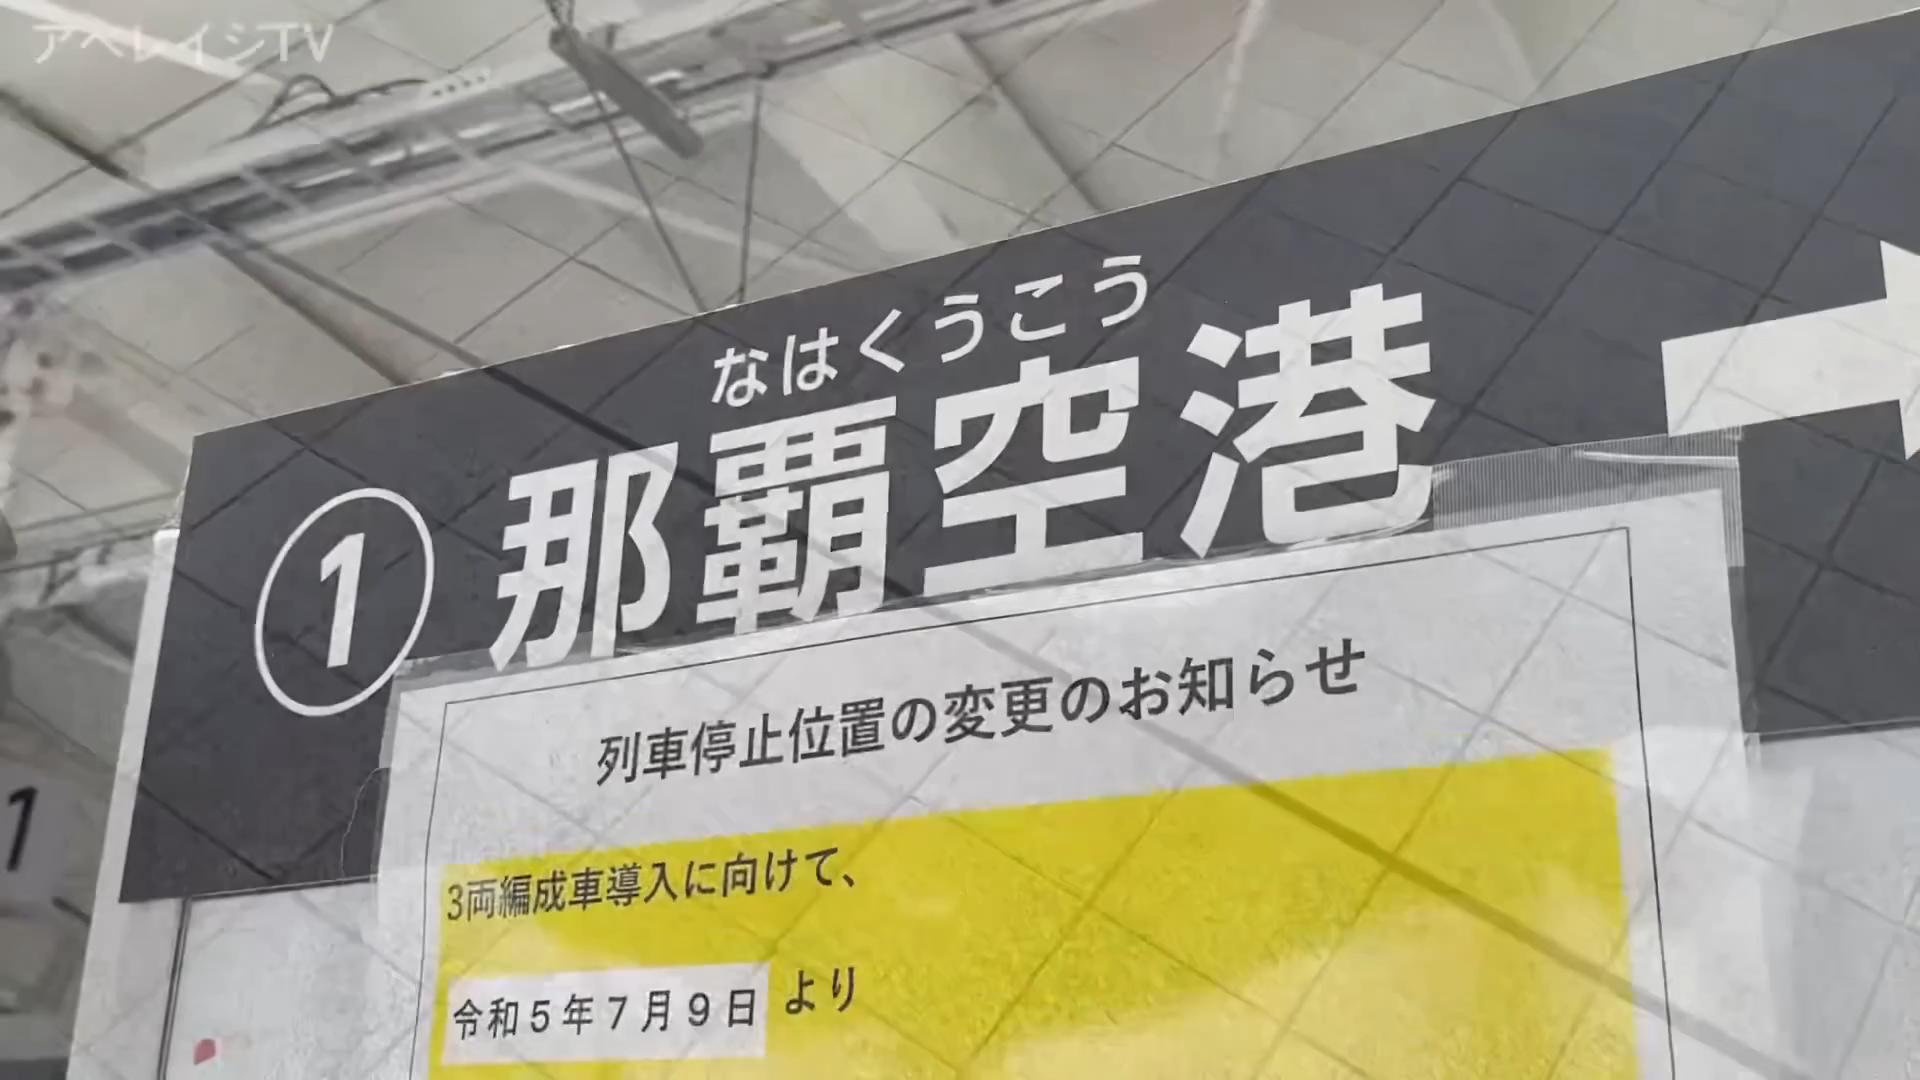 アベレイジTV
なはくうこう
① 那覇空港
列車停止位置の変更のお知らせ
3両編成車導入に向けて、
令和5年7月9日 より
1